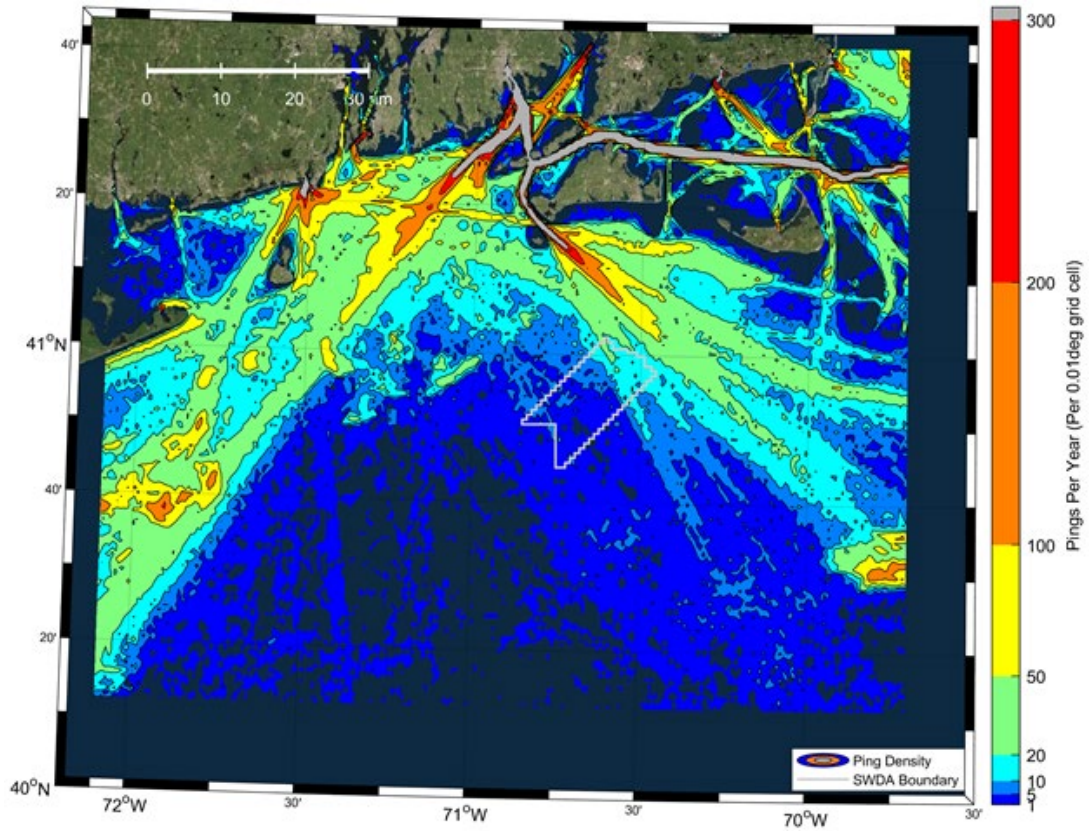 40'
20'
41°N
40'
20'
40°N
72°W
30'
71°W
30'
70°W
30'
0 10 20 30 nm
Ping Density
SWDA Boundary
300
200
100
50
20
10
5
1
Pings Per Year (Per 0.01deg grid cell)